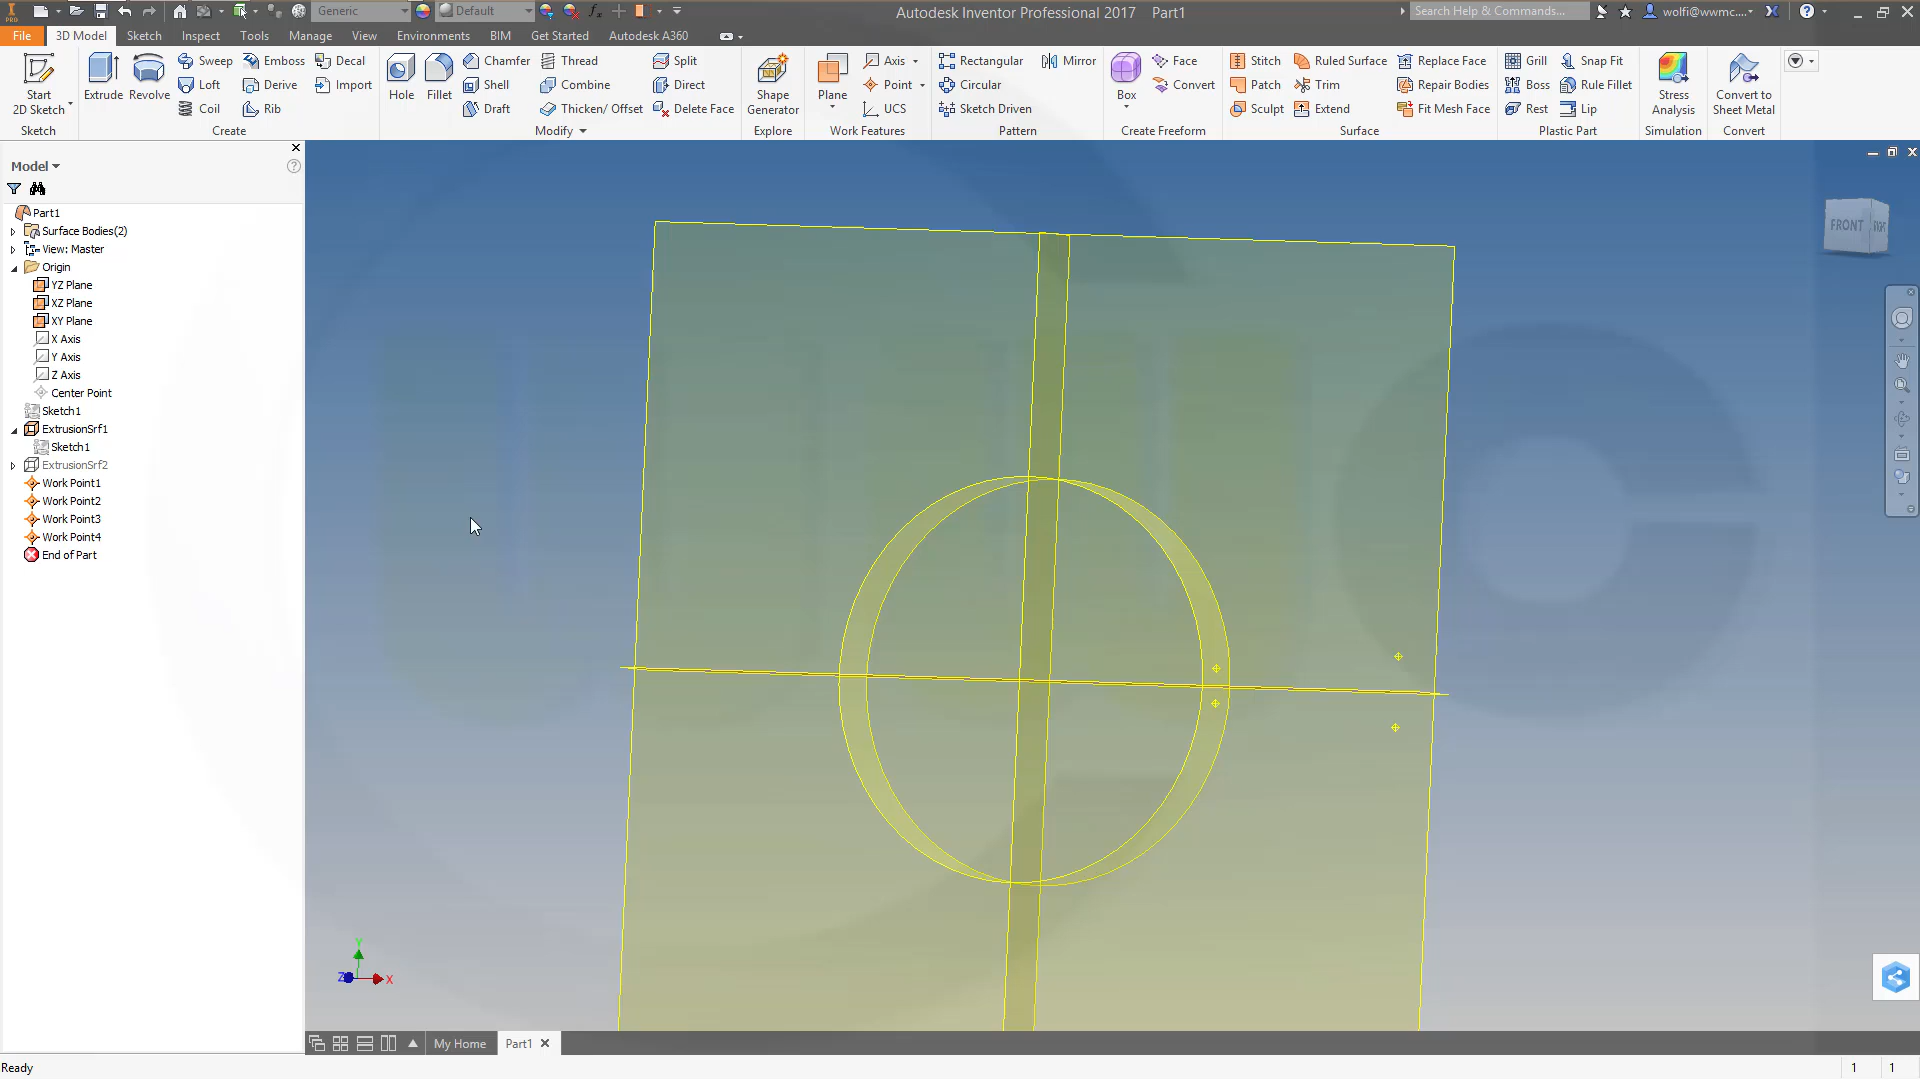 Generic
Default
Autodesk Inventor Professional 2017 Part1
Search Help & Commands...
wolfi@wwmc....
PRO
File
3D Model
Sketch
Inspect
Tools
Manage
View
Environments
BIM
Get Started
Autodesk A360
Start
2D Sketch
Sketch
Extrude
Revolve
Sweep
Loft
Coil
Emboss
Derive
Rib
Decal
Import
Create
Hole
Fillet
Chamfer
Shell
Draft
Thread
Combine
Thicken/ Offset
Split
Direct
Delete Face
Modify
Shape
Generator
Explore
Plane
Axis
Point
UCS
Work Features
Rectangular
Circular
Sketch Driven
Mirror
Pattern
Box
Face
Convert
Create Freeform
Stitch
Patch
Sculpt
Ruled Surface
Trim
Extend
Replace Face
Repair Bodies
Fit Mesh Face
Surface
Grill
Boss
Rest
Snap Fit
Rule Fillet
Lip
Plastic Part
Stress
Analysis
Simulation
Convert to
Sheet Metal
Convert
Model
Part1
Surface Bodies(2)
View: Master
Origin
YZ Plane
XZ Plane
XY Plane
X Axis
Y Axis
Z Axis
Center Point
Sketch1
ExtrusionSrf1
Sketch1
ExtrusionSrf2
Work Point1
Work Point2
Work Point3
Work Point4
End of Part
FRONT
Y
Z
X
My Home
Part1
Ready
1
1